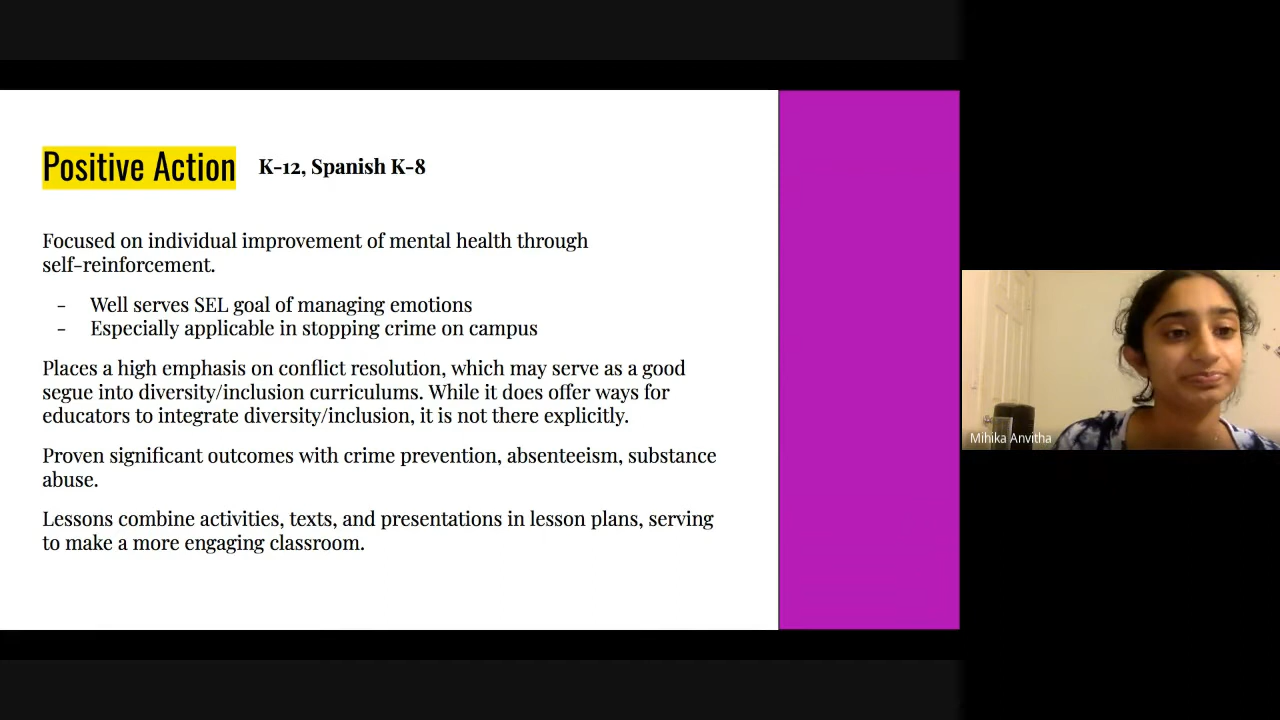 Positive Action K-12, Spanish K-8
Focused on individual improvement of mental health through
self-reinforcement.
- Well serves SEL goal of managing emotions
- Especially applicable in stopping crime on campus
Places a high emphasis on conflict resolution, which may serve as a good
segue into diversity/inclusion curriculums. While it does offer ways for
educators to integrate diversity/inclusion, it is not there explicitly.
Proven significant outcomes with crime prevention, absenteeism, substance
abuse.
Lessons combine activities, texts, and presentations in lesson plans, serving
to make a more engaging classroom.
Mihika Anvitha